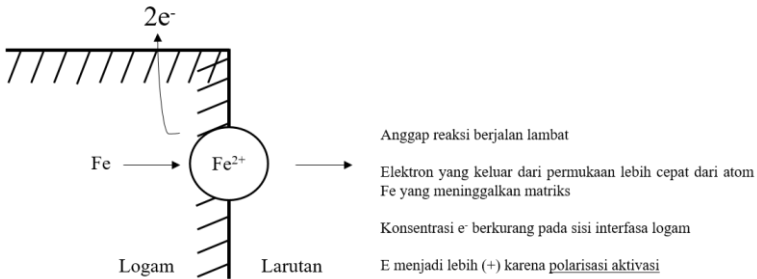 2e⁻
Anggap reaksi berjalan lambat
Fe
Fe²⁺
Elektron yang keluar dari permukaan lebih cepat dari atom
Fe yang meninggalkan matriks
Konsentrasi e⁻ berkurang pada sisi interfasa logam
Logam
Larutan
E menjadi lebih (+) karena polarisasi aktivasi